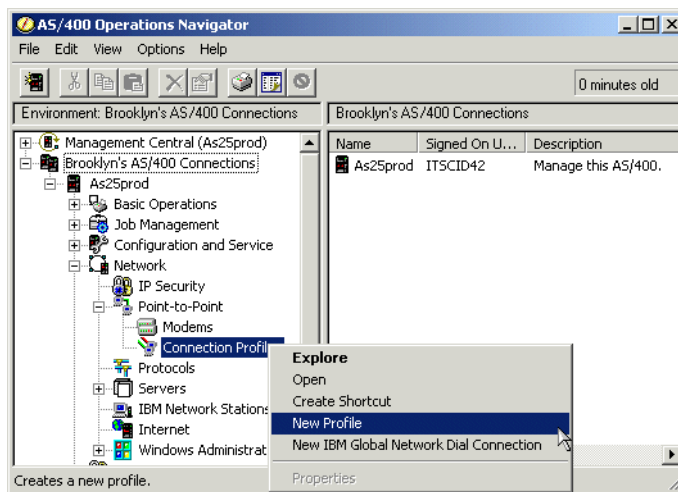 AS/400 Operations Navigator
File Edit View Options Help
0 minutes old
Environment: Brooklyn's AS/400 Connections
Brooklyn's AS/400 Connections
Management Central (As25prod)
Brooklyn's AS/400 Connections
As25prod
Basic Operations
Job Management
Configuration and Service
Network
IP Security
Point-to-Point
Modems
Connection Profil
Protocols
Servers
IBM Network Stations
Internet
Windows Administrat
Name Signed On U... Description
As25prod ITSCID42 Manage this AS/400.
Explore
Open
Create Shortcut
New Profile
New IBM Global Network Dial Connection
Properties
Creates a new profile.